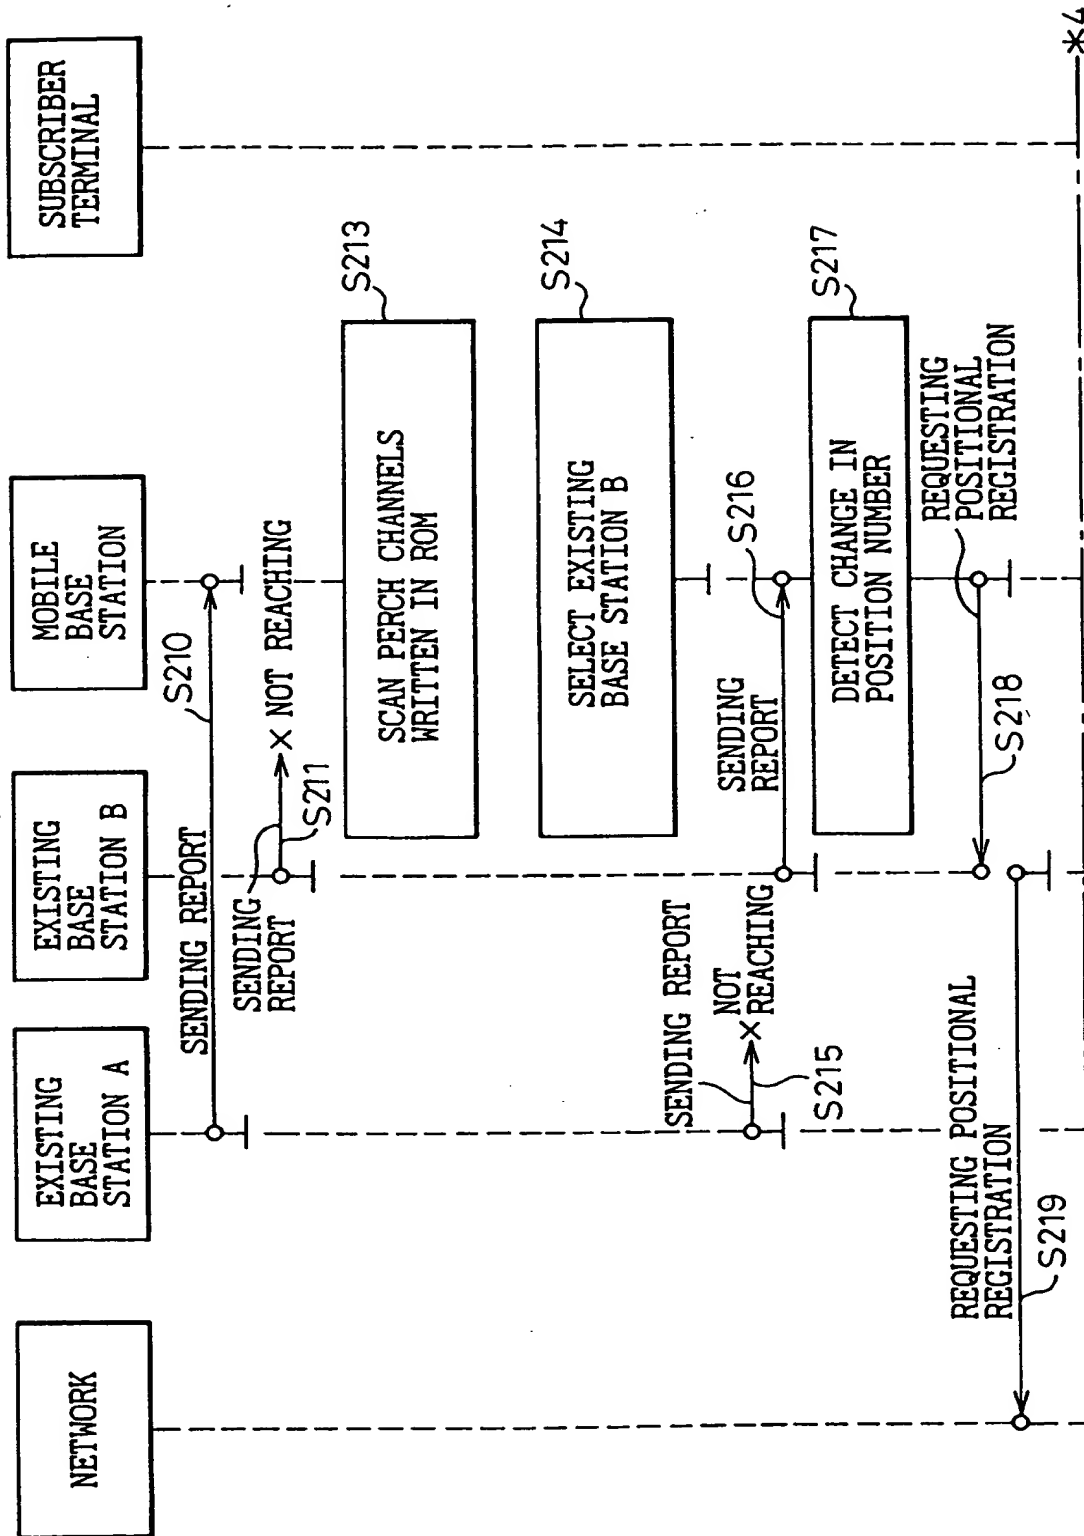 NETWORK
EXISTING
BASE
STATION A
EXISTING
BASE
STATION B
MOBILE
BASE
STATION
SUBSCRIBER
TERMINAL
SENDING REPORT
S210
SENDING
REPORT
S211
× NOT REACHING
SCAN PERCH CHANNELS
WRITTEN IN ROM
S213
SELECT EXISTING
BASE STATION B
S214
SENDING REPORT
S215
NOT
× REACHING
SENDING
REPORT
S216
DETECT CHANGE IN
POSITION NUMBER
S217
REQUESTING
POSITIONAL
REGISTRATION
S218
REQUESTING POSITIONAL
REGISTRATION
S219
*4